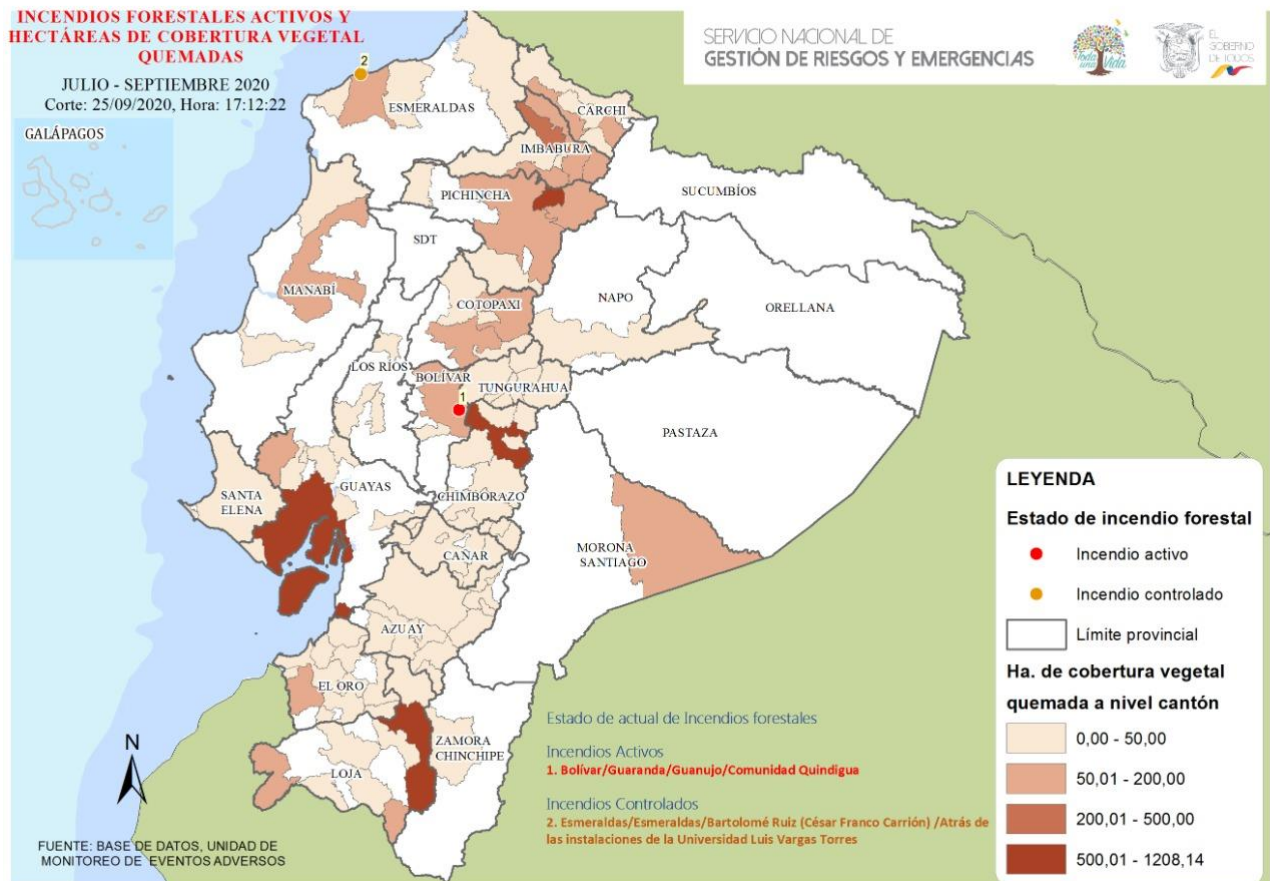 INCENDIOS FORESTALES ACTIVOS Y
HECTÁREAS DE COBERTURA VEGETAL
QUEMADAS
JULIO - SEPTIEMBRE 2020
Corte: 25/09/2020, Hora: 17:12:22
SERVICIO NACIONAL DE
GESTIÓN DE RIESGOS Y EMERGENCIAS
Toda
una Vida
EL
GOBIERNO
DE TODOS
GALÁPAGOS
2
ESMERALDAS
CARCHI
IMBABURA
SUCUMBÍOS
PICHINCHA
SDT
MANABÍ
COTOPAXI
NAPO
ORELLANA
LOS RÍOS
BOLÍVAR
TUNGURAHUA
1
PASTAZA
SANTA
ELENA
GUAYAS
CHIMBORAZO
CAÑAR
MORONA
SANTIAGO
AZUAY
EL ORO
ZAMORA
CHINCHIPE
LOJA
N
FUENTE: BASE DE DATOS, UNIDAD DE
MONITOREO DE EVENTOS ADVERSOS
Estado de actual de Incendios forestales
Incendios Activos
1. Bolívar/Guaranda/Guanujo/Comunidad Quindigua
Incendios Controlados
2. Esmeraldas/Esmeraldas/Bartolomé Ruiz (César Franco Carrión) /Atrás de
las instalaciones de la Universidad Luis Vargas Torres
LEYENDA
Estado de incendio forestal
Incendio activo
Incendio controlado
Límite provincial
Ha. de cobertura vegetal
quemada a nivel cantón
0,00 - 50,00
50,01 - 200,00
200,01 - 500,00
500,01 - 1208,14